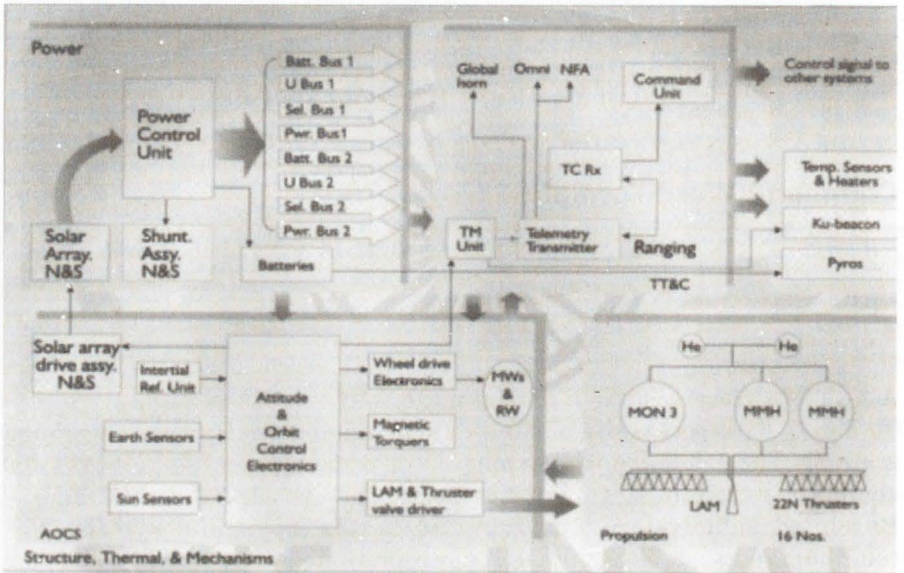 Power
Power
Control
Unit
Solar
Array.
N&S
Shunt.
Assy.
N&S
Batteries
Batt. Bus 1
U Bus 1
Sel. Bus 1
Pwr. Bus1
Batt. Bus 2
U Bus 2
Sel. Bus 2
Pwr. Bus 2
Global
horn
Omni
NFA
Command
Unit
TC Rx
TM
Unit
Telemetry
Transmitter
Ranging
TT&C
Control signal to
other systems
Temp. Sensors
& Heaters
Ku-beacon
Pyros
Solar array
drive assy.
N&S
Intertial
Ref. Unit
Earth Sensors
Sun Sensors
Attitude
&
Orbit
Control
Electronics
Wheel drive
Electronics
MWs
&
RW
Magnetic
Torquers
LAM & Thruster
valve driver
AOCS
Structure, Thermal, & Mechanisms
He
He
MON 3
MMH
MMH
LAM
22N Thrusters
Propulsion
16 Nos.